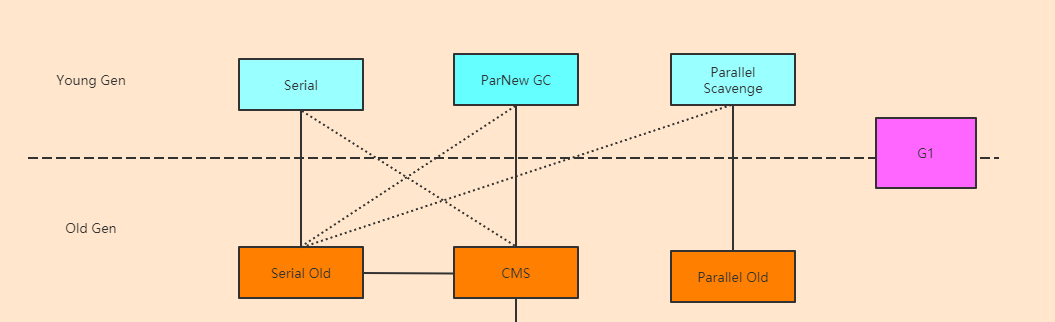 Young Gen
Serial
ParNew GC
Parallel
Scavenge
G1
Old Gen
Serial Old
CMS
Parallel Old